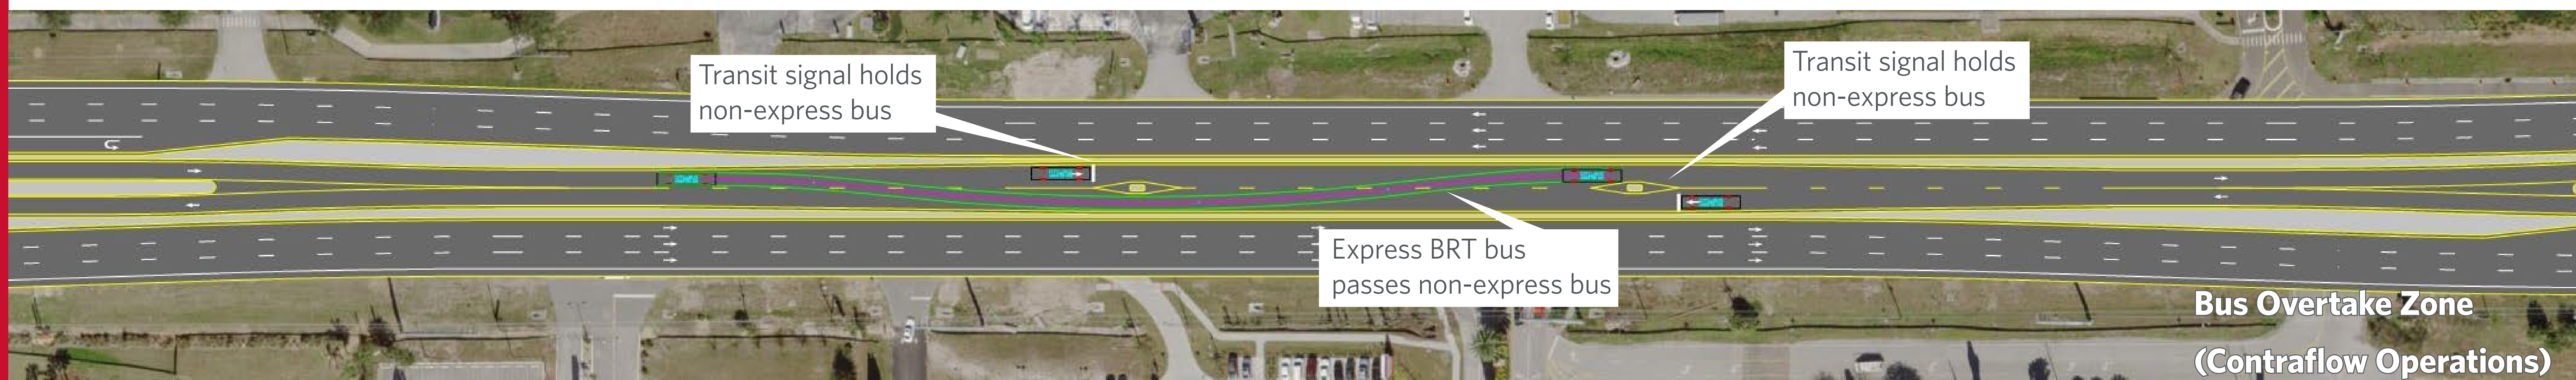 Transit signal holds
non-express bus
Transit signal holds
non-express bus
Express BRT bus
passes non-express bus
Bus Overtake Zone
(Contraflow Operations)